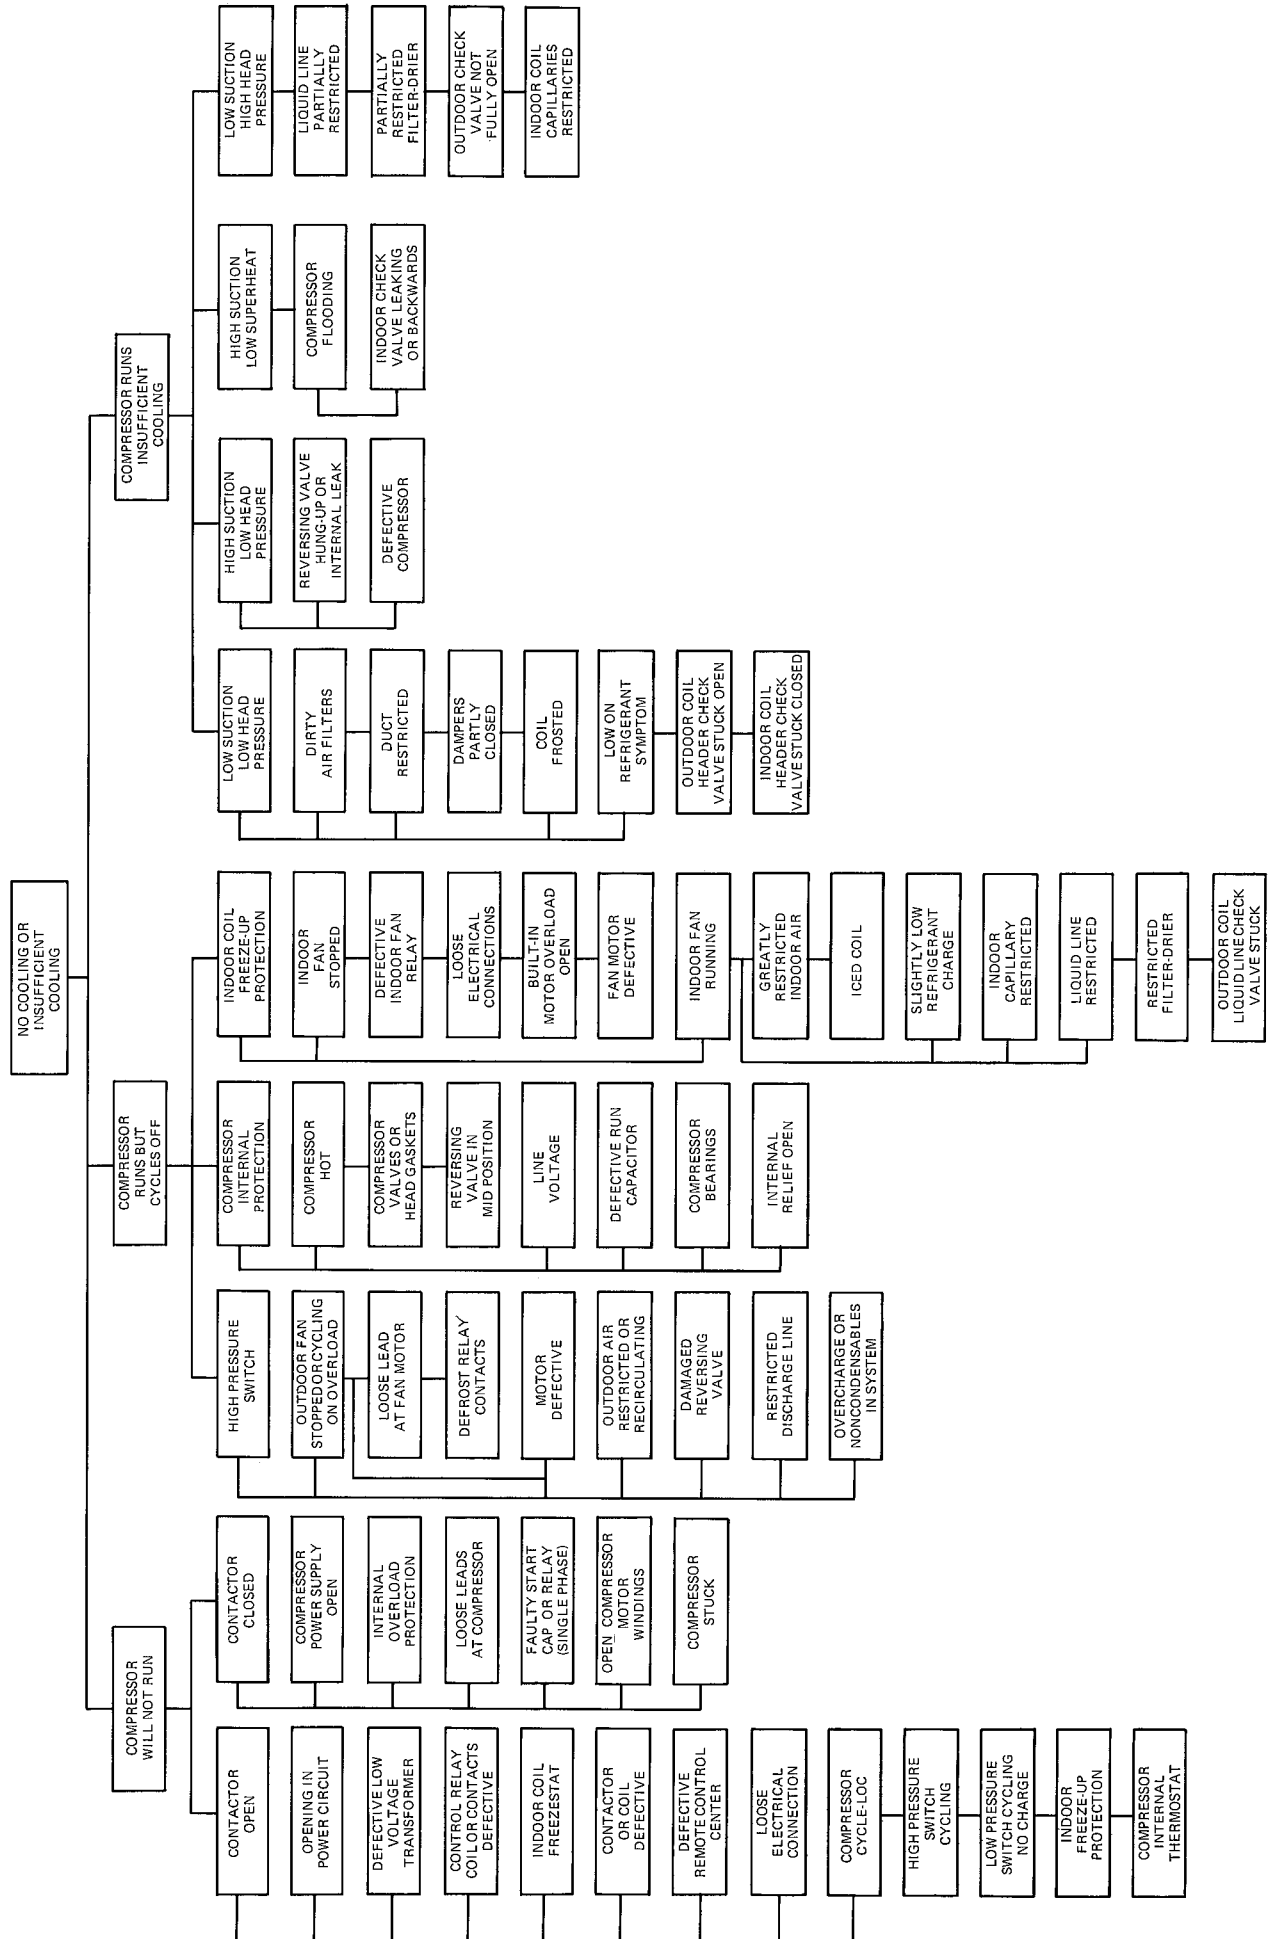 NO COOLING OR
INSUFFICIENT
COOLING
COMPRESSOR
WILL NOT RUN
CONTACTOR
OPEN
OPENING IN
POWER CIRCUIT
DEFECTIVE LOW
VOLTAGE
TRANSFORMER
CONTROL RELAY
COIL OR CONTACTS
DEFECTIVE
INDOOR COIL
FREEZESTAT
CONTACTOR
OR COIL
DEFECTIVE
DEFECTIVE
REMOTE CONTROL
CENTER
LOOSE
ELECTRICAL
CONNECTION
COMPRESSOR
CYCLE-LOC
HIGH PRESSURE
SWITCH
CYCLING
LOW PRESSURE
SWITCH CYCLING
NO CHARGE
INDOOR
FREEZE-UP
PROTECTION
COMPRESSOR
INTERNAL
THERMOSTAT
CONTACTOR
CLOSED
COMPRESSOR
POWER SUPPLY
OPEN
INTERNAL
OVERLOAD
PROTECTION
LOOSE LEADS
AT COMPRESSOR
FAULTY START
CAP OR RELAY
(SINGLE PHASE)
OPEN COMPRESSOR
MOTOR
WINDINGS
COMPRESSOR
STUCK
COMPRESSOR
RUNS BUT
CYCLES OFF
HIGH PRESSURE
SWITCH
OUTDOOR FAN
STOPPED OR CYCLING
ON OVERLOAD
LOOSE LEAD
AT FAN MOTOR
DEFROST RELAY
CONTACTS
MOTOR
DEFECTIVE
OUTDOOR AIR
RESTRICTED OR
RECIRCULATING
DAMAGED
REVERSING
VALVE
RESTRICTED
DISCHARGE LINE
OVERCHARGE OR
NONCONDENSABLES
IN SYSTEM
COMPRESSOR
INTERNAL
PROTECTION
COMPRESSOR
HOT
COMPRESSOR
VALVES OR
HEAD GASKETS
REVERSING
VALVE IN
MID POSITION
LINE
VOLTAGE
DEFECTIVE RUN
CAPACITOR
COMPRESSOR
BEARINGS
INTERNAL
RELIEF OPEN
INDOOR COIL
FREEZE-UP
PROTECTION
INDOOR
FAN
STOPPED
DEFECTIVE
INDOOR FAN
RELAY
LOOSE
ELECTRICAL
CONNECTIONS
BUILT-IN
MOTOR OVERLOAD
OPEN
FAN MOTOR
DEFECTIVE
INDOOR FAN
RUNNING
GREATLY
RESTRICTED
INDOOR AIR
ICED COIL
SLIGHTLY LOW
REFRIGERANT
CHARGE
INDOOR
CAPILLARY
RESTRICTED
LIQUID LINE
RESTRICTED
RESTRICTED
FILTER-DRIER
OUTDOOR COIL
LIQUID LINE CHECK
VALVE STUCK
COMPRESSOR RUNS
INSUFFICIENT
COOLING
LOW SUCTION
LOW HEAD
PRESSURE
DIRTY
AIR FILTERS
DUCT
RESTRICTED
DAMPERS
PARTLY
CLOSED
COIL
FROSTED
LOW ON
REFRIGERANT
SYMPTOM
OUTDOOR COIL
HEADER CHECK
VALVE STUCK OPEN
INDOOR COIL
HEADER CHECK
VALVE STUCK CLOSED
HIGH SUCTION
LOW HEAD
PRESSURE
REVERSING VALVE
HUNG-UP OR
INTERNAL LEAK
DEFECTIVE
COMPRESSOR
HIGH SUCTION
LOW SUPERHEAT
COMPRESSOR
FLOODING
INDOOR CHECK
VALVE LEAKING
OR BACKWARDS
LOW SUCTION
HIGH HEAD
PRESSURE
LIQUID LINE
PARTIALLY
RESTRICTED
PARTIALLY
RESTRICTED
FILTER-DRIER
OUTDOOR CHECK
VALVE NOT
FULLY OPEN
INDOOR COIL
CAPILLARIES
RESTRICTED